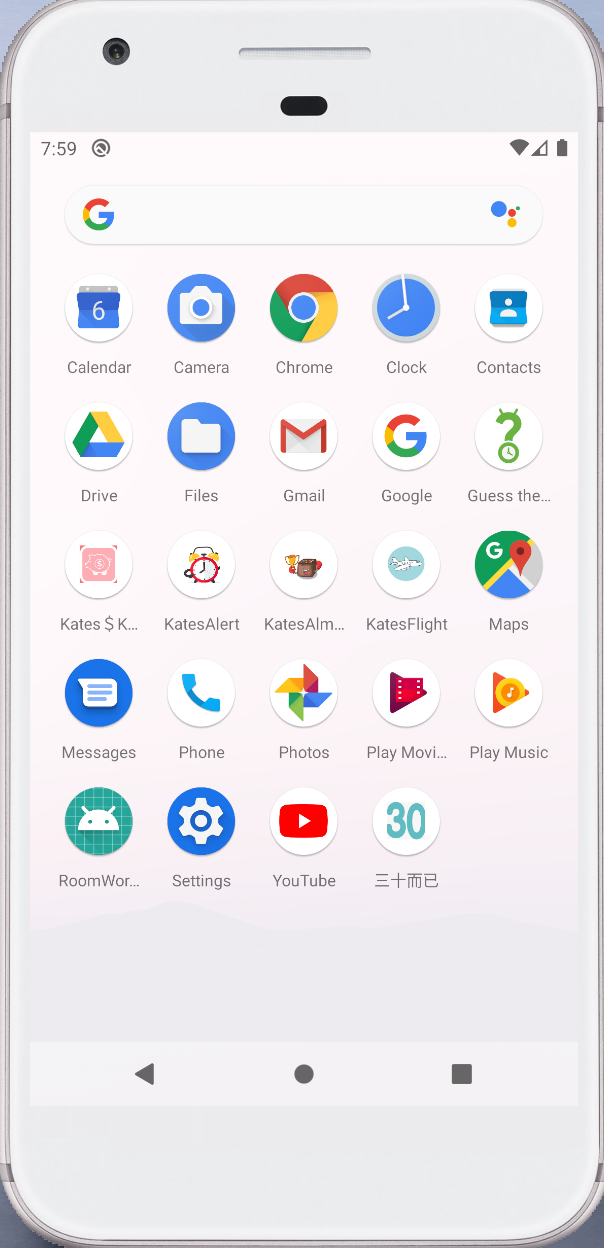 7:59
G
6
Calendar
Camera
Chrome
Clock
Contacts
G
Drive
Files
Gmail
Google
Guess the...
$
G
Kates $ K...
KatesAlert
KatesAlm...
KatesFlight
Maps
Messages
Phone
Photos
Play Movi...
Play Music
30
RoomWor...
Settings
YouTube
三十而已